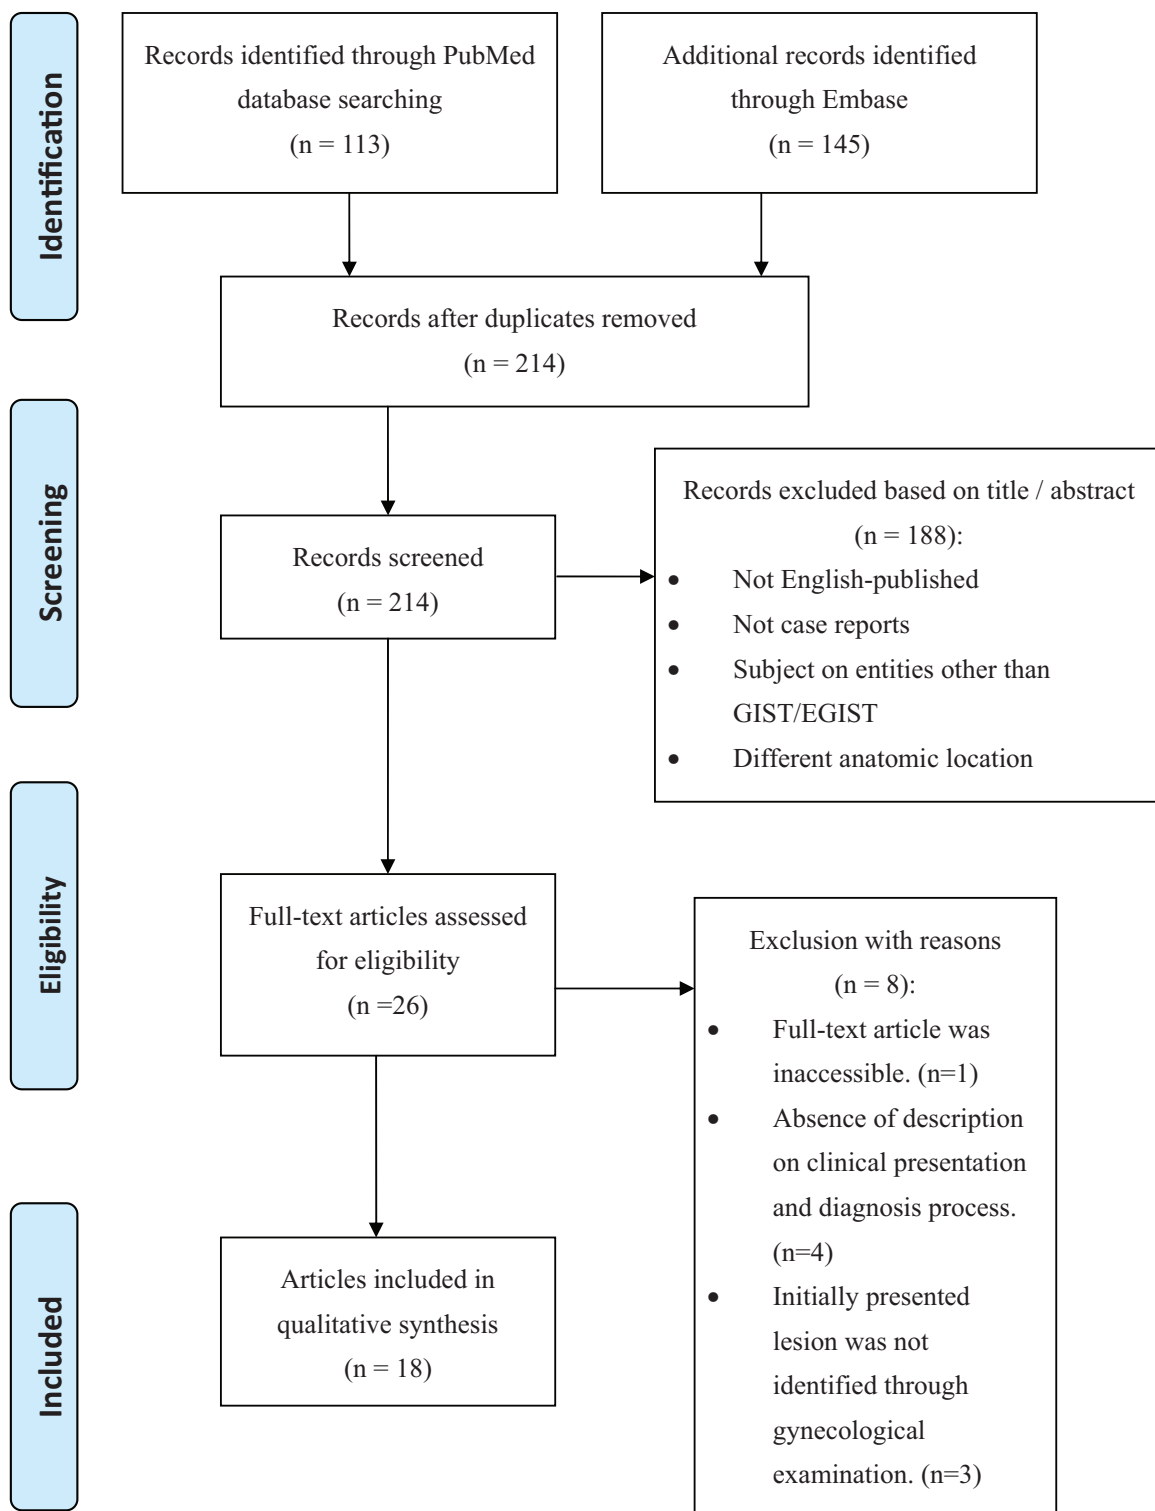 Identification
Records identified through PubMed
database searching
(n = 113)
Additional records identified
through Embase
(n = 145)
Records after duplicates removed
(n = 214)
Screening
Records screened
(n = 214)
Records excluded based on title / abstract
(n = 188):
• Not English-published
• Not case reports
• Subject on entities other than
GIST/EGIST
• Different anatomic location
Eligibility
Full-text articles assessed
for eligibility
(n =26)
Exclusion with reasons
(n = 8):
• Full-text article was
inaccessible. (n=1)
• Absence of description
on clinical presentation
and diagnosis process.
(n=4)
• Initially presented
lesion was not
identified through
gynecological
examination. (n=3)
Included
Articles included in
qualitative synthesis
(n = 18)